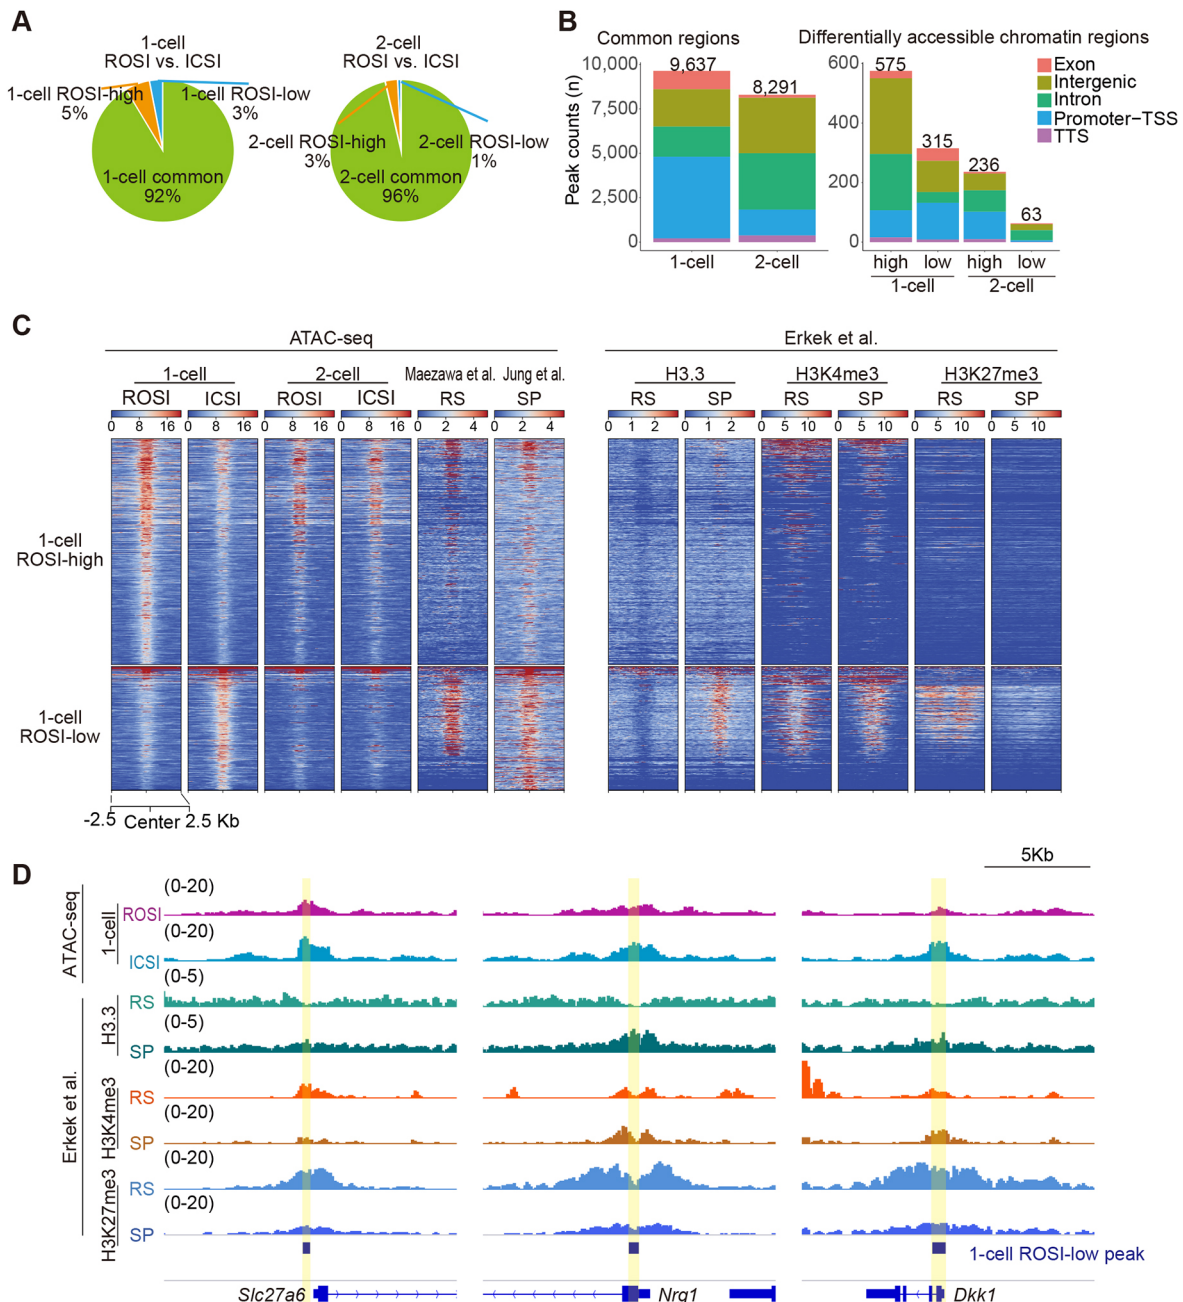 A
1-cell
ROSI vs. ICSI
1-cell ROSI-high
5%
1-cell ROSI-low
3%
1-cell common
92%
2-cell
ROSI vs. ICSI
2-cell ROSI-high
3%
2-cell ROSI-low
1%
2-cell common
96%
B
Common regions
Peak counts (n)
10,000
7,500
5,000
2,500
0
9,637
8,291
1-cell
2-cell
Differentially accessible chromatin regions
600
400
200
0
575
315
236
63
high
low
high
low
1-cell
2-cell
Exon
Intergenic
Intron
Promoter−TSS
TTS
C
ATAC-seq
Erkek et al.
1-cell
2-cell
Maezawa et al.
Jung et al.
H3.3
H3K4me3
H3K27me3
ROSI
ICSI
ROSI
ICSI
RS
SP
RS
SP
RS
SP
RS
SP
0 8 16
0 8 16
0 8 16
0 8 16
0 2 4
0 2 4
0 1 2
0 1 2
0 5 10
0 5 10
0 5 10
0 5 10
1-cell
ROSI-high
1-cell
ROSI-low
-2.5 Center 2.5 Kb
D
5Kb
ATAC-seq
1-cell
(0-20)
ROSI
(0-20)
ICSI
Erkek et al.
H3.3
(0-5)
RS
(0-5)
SP
H3K4me3
(0-20)
RS
(0-20)
SP
H3K27me3
(0-20)
RS
(0-20)
SP
1-cell ROSI-low peak
Slc27a6
Nrg1
Dkk1